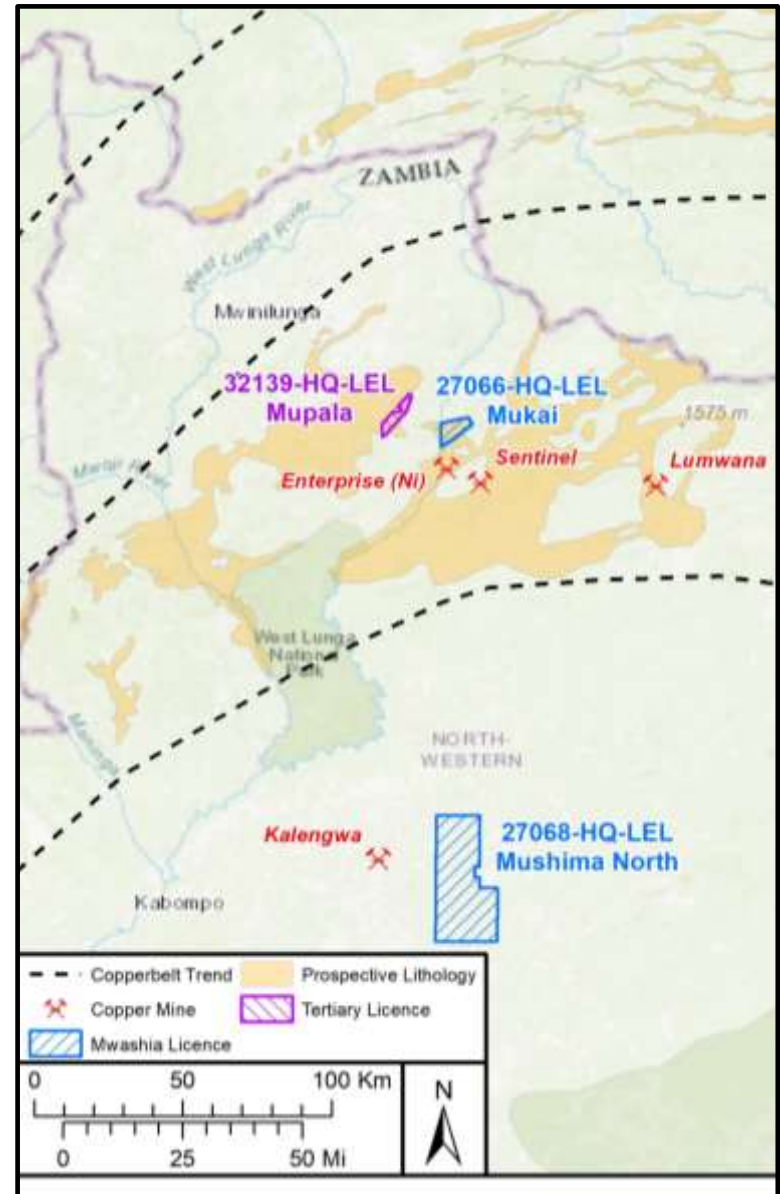 ZAMBIA
West Lunga River
Mwinilunga
32139-HQ-LEL
Mupala
27066-HQ-LEL
Mukai
1575 m
Sentinel
Enterprise (Ni)
Lumwana
River
West Lunga
National
Park
NORTH-
WESTERN
Kalengwa
27068-HQ-LEL
Mushima North
Kabompo
Copperbelt Trend
Prospective Lithology
Copper Mine
Tertiary Licence
Mwashia Licence
0 50 100 Km
0 25 50 Mi
N